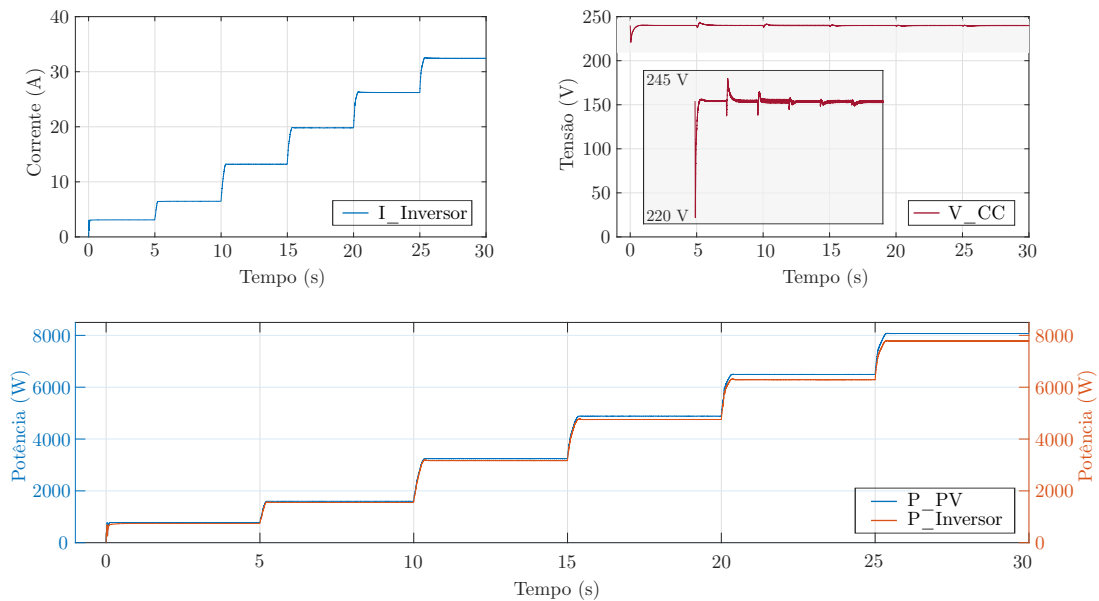 40
30
20
10
0
Corrente (A)
0 5 10 15 20 25 30
Tempo (s)
I_Inversor
250
200
150
100
50
0
Tensão (V)
245 V
220 V
0 5 10 15 20 25 30
Tempo (s)
V_CC
8000
6000
4000
2000
0
Potência (W)
0 5 10 15 20 25 30
Tempo (s)
P_PV
P_Inversor
8000
6000
4000
2000
0
Potência (W)